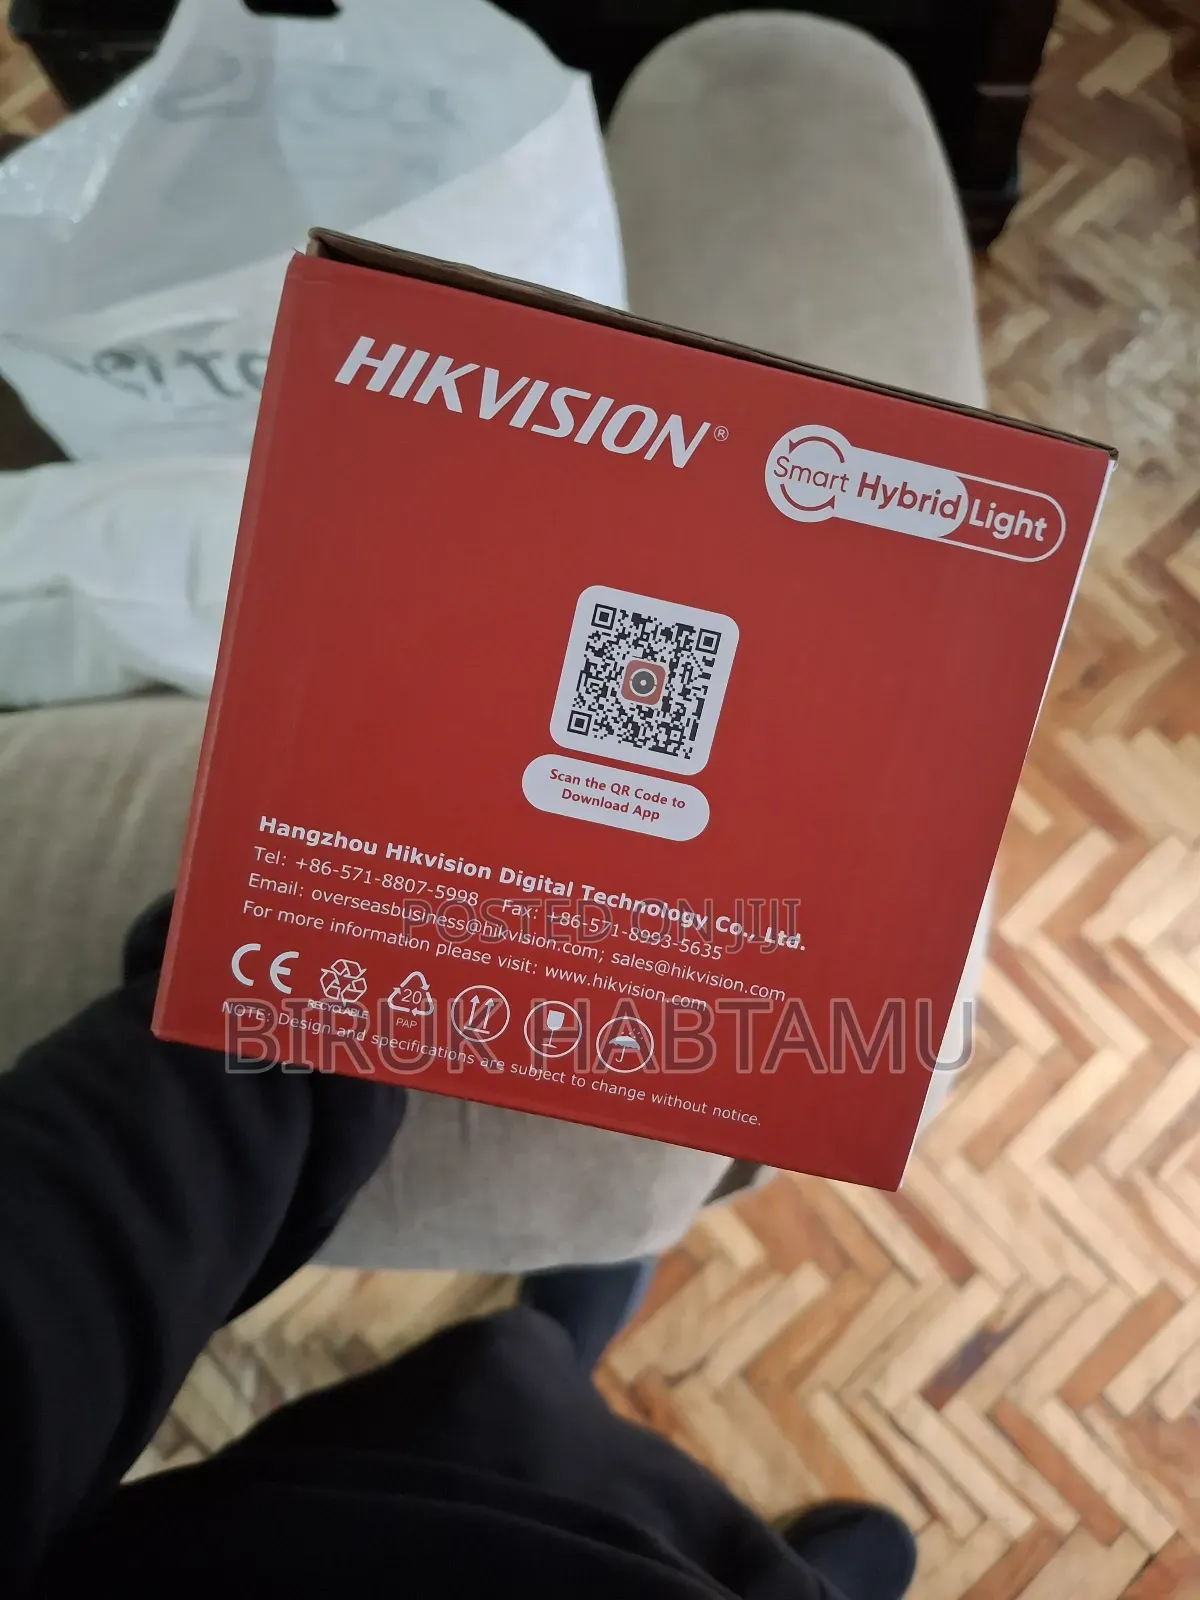 HIKVISION®
Smart Hybrid Light
Scan the QR Code to
Download App
Hangzhou Hikvision Digital Technology Co., Ltd.
Tel: +86-571-8807-5998 Fax: +86-571-8993-5635
Email: overseasbusiness@hikvision.com; sales@hikvision.com
For more information please visit: www.hikvision.com
CE
RECYCLABLE
20
PAP
NOTE: Design and specifications are subject to change without notice.
POSTED ON JIJI
BIRUK HABTAMU